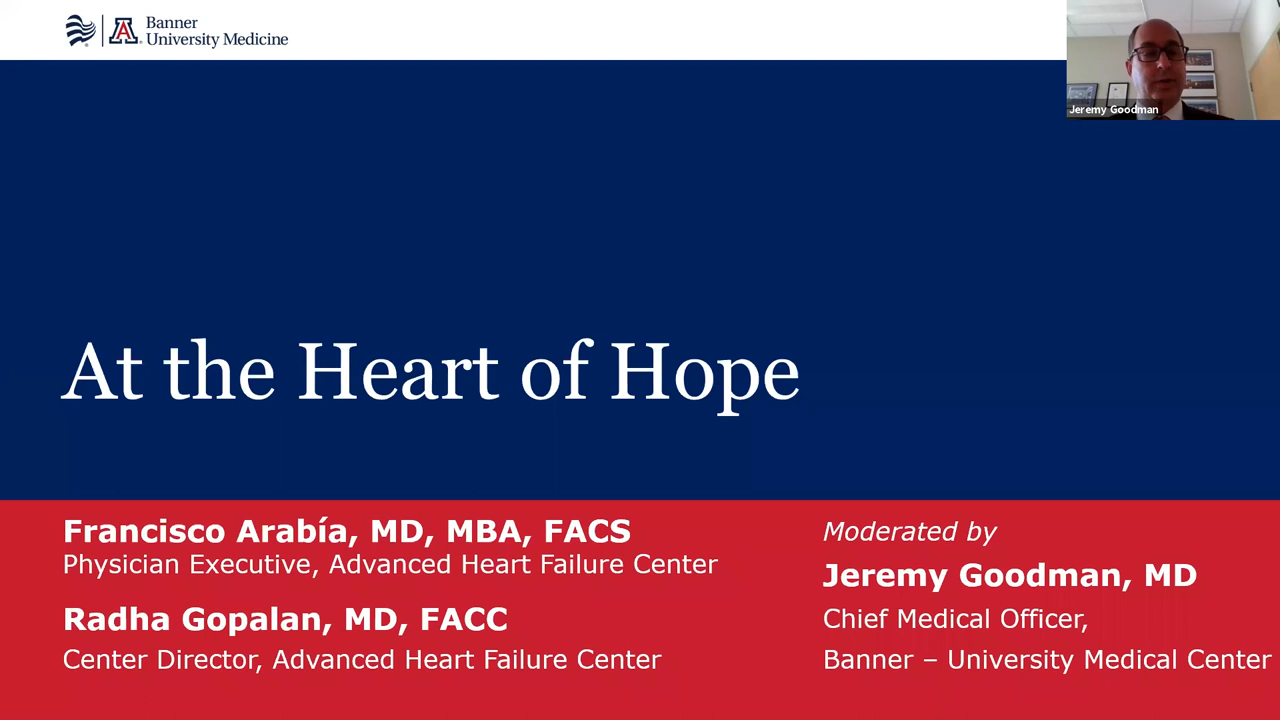 Banner
University Medicine
Jeremy Goodman
At the Heart of Hope
Francisco Arabía, MD, MBA, FACS
Physician Executive, Advanced Heart Failure Center
Radha Gopalan, MD, FACC
Center Director, Advanced Heart Failure Center
Moderated by
Jeremy Goodman, MD
Chief Medical Officer,
Banner – University Medical Center